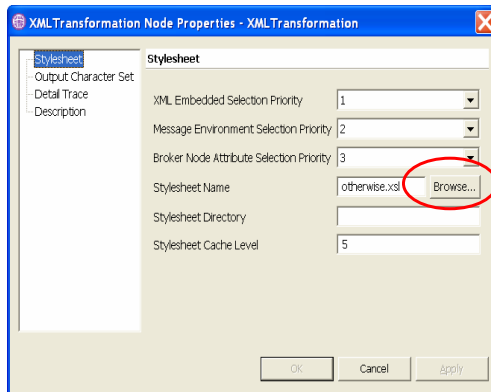 XMLTransformation Node Properties - XMLTransformation
Stylesheet
Output Character Set
Detail Trace
Description
Stylesheet
XML Embedded Selection Priority 1
Message Environment Selection Priority 2
Broker Node Attribute Selection Priority 3
Stylesheet Name otherwise.xsl Browse...
Stylesheet Directory
Stylesheet Cache Level 5
OK Cancel Apply